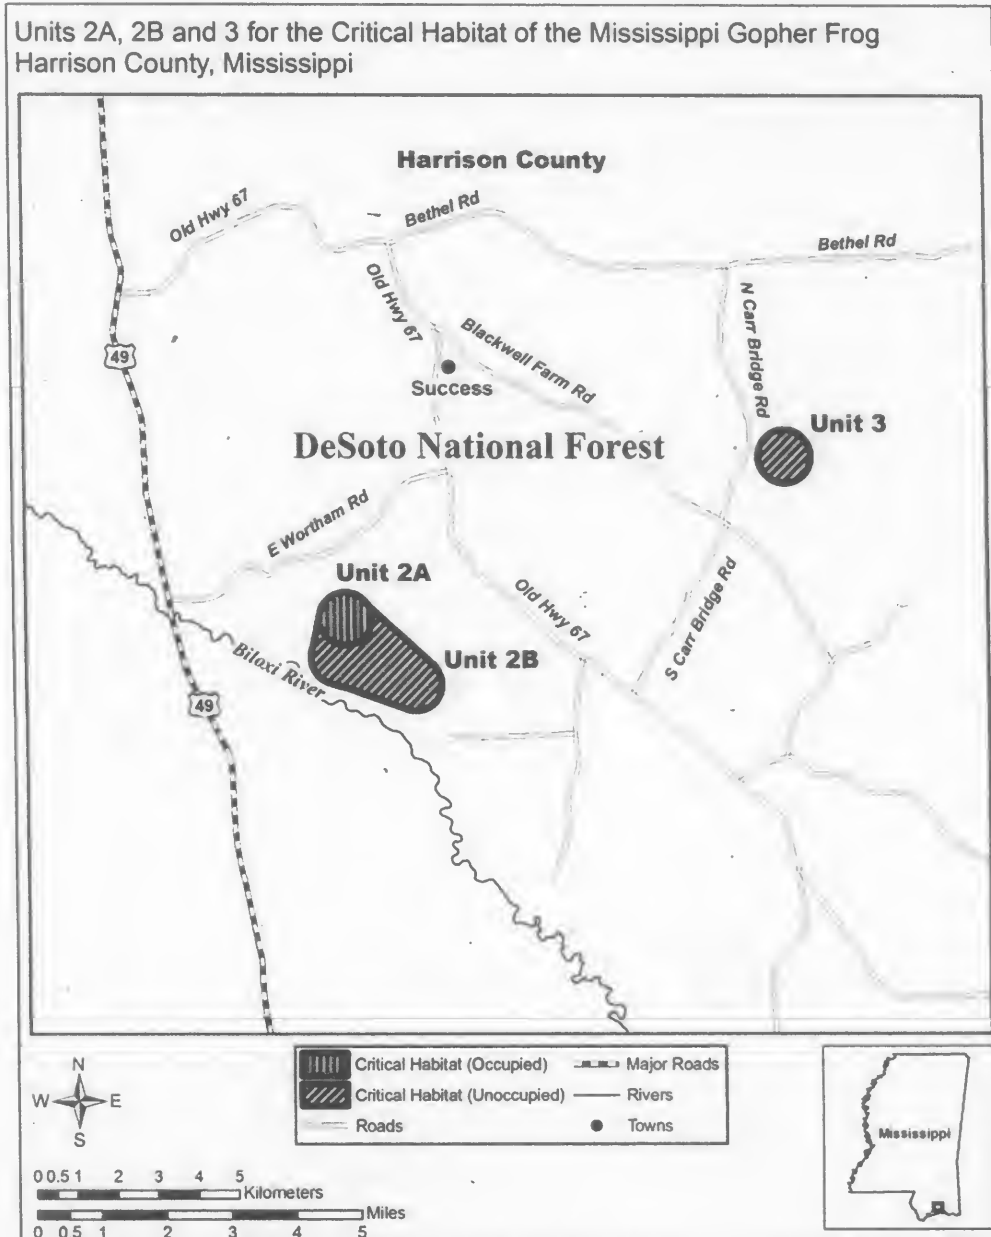 Units 2A, 2B and 3 for the Critical Habitat of the Mississippi Gopher Frog
Harrison County, Mississippi
Harrison County
Old Hwy 67
Bethel Rd
Bethel Rd
Old Hwy 67
N Carr Bridge Rd
49
Blackwell Farm Rd
Success
Unit 3
DeSoto National Forest
E Wortham Rd
Unit 2A
Old Hwy 67
S Carr Bridge Rd
Unit 2B
Biloxi River
49
N
W E
S
Critical Habitat (Occupied)
Major Roads
Critical Habitat (Unoccupied)
Rivers
Roads
Towns
Mississippi
0 0.5 1 2 3 4 5
Kilometers
Miles
0 0.5 1 2 3 4 5